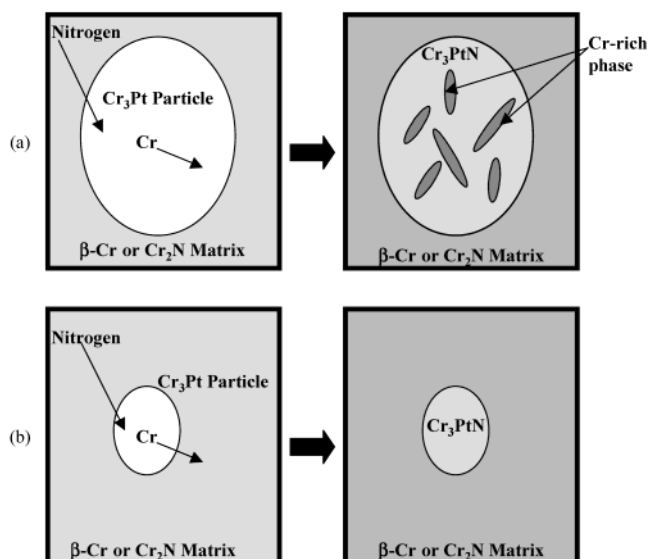 (a)
Nitrogen
Cr₃Pt Particle
Cr
β-Cr or Cr₂N Matrix
Cr₃PtN
Cr-rich
phase
β-Cr or Cr₂N Matrix
(b)
Nitrogen
Cr₃Pt Particle
Cr
β-Cr or Cr₂N Matrix
Cr₃PtN
β-Cr or Cr₂N Matrix